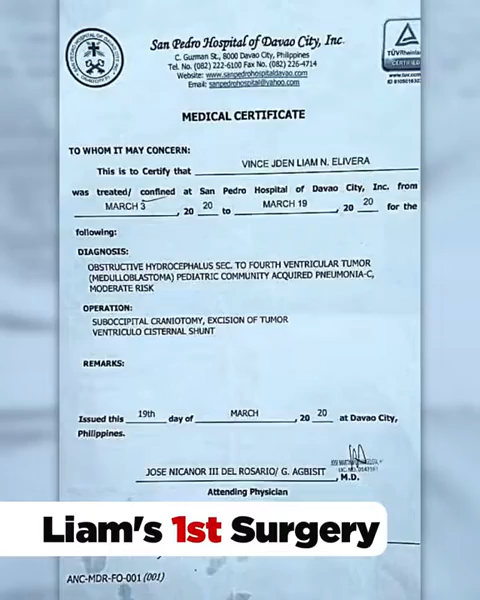 San Pedro Hospital of Davao City, Inc.
C. Guzman St., 8000 Davao City, Philippines
Tel. No. (082) 222-6100 Fax No. (082) 226-4714
Website: www.sanpedrohospitaldavao.com
Email: sanpedrohospital@yahoo.com
TÜVRheinland
CERTIFIED
www.tuv.com
MEDICAL CERTIFICATE
TO WHOM IT MAY CONCERN:
This is to Certify that VINCE JDEN LIAM N. ELIVERA
was treated/ confined at San Pedro Hospital of Davao City, Inc. from
MARCH 3, 20 20 to MARCH 19, 20 20 for the
following:
DIAGNOSIS:
OBSTRUCTIVE HYDROCEPHALUS SEC. TO FOURTH VENTRICULAR TUMOR
(MEDULLOBLASTOMA) PEDIATRIC COMMUNITY ACQUIRED PNEUMONIA-C,
MODERATE RISK
OPERATION:
SUBOCCIPITAL CRANIOTOMY, EXCISION OF TUMOR
VENTRICULO CISTERNAL SHUNT
REMARKS:
Issued this 19th day of MARCH, 20 20 at Davao City,
Philippines.
JOSE NICANOR III DEL ROSARIO/ G. AGBISIT, M.D.
Attending Physician
Liam's 1st Surgery
ANC-MDR-FO-001 (001)